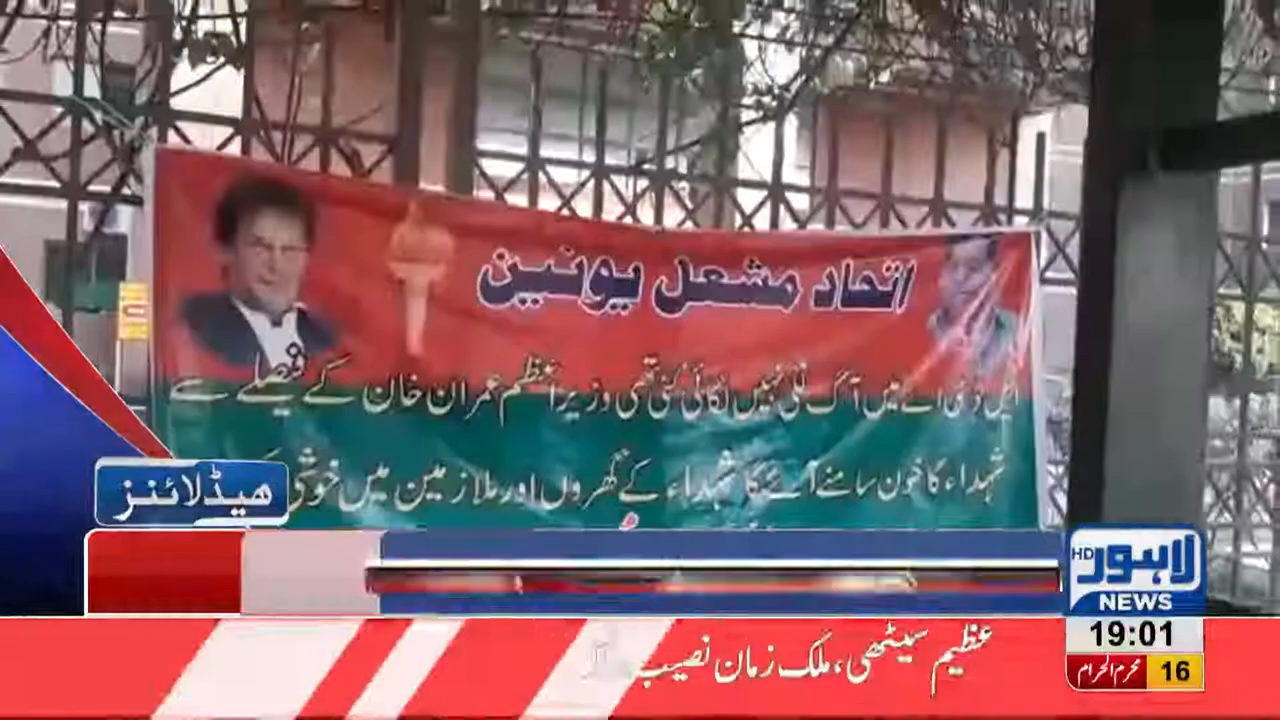 اتحاد مشعل یونین
ایل ڈی اے میں آگ لگی نہیں لگائی گئی تھی وزیراعظم عمران خان کے فیصلے سے
شہداء کا خون سامنے آئے گا شہداء کے گھروں اور ملازمین میں خوشی
ھیڈلائنز
HD لاہور
NEWS
19:01
محرم الحرام 16
عظیم سیٹھی، ملک زمان نصیب